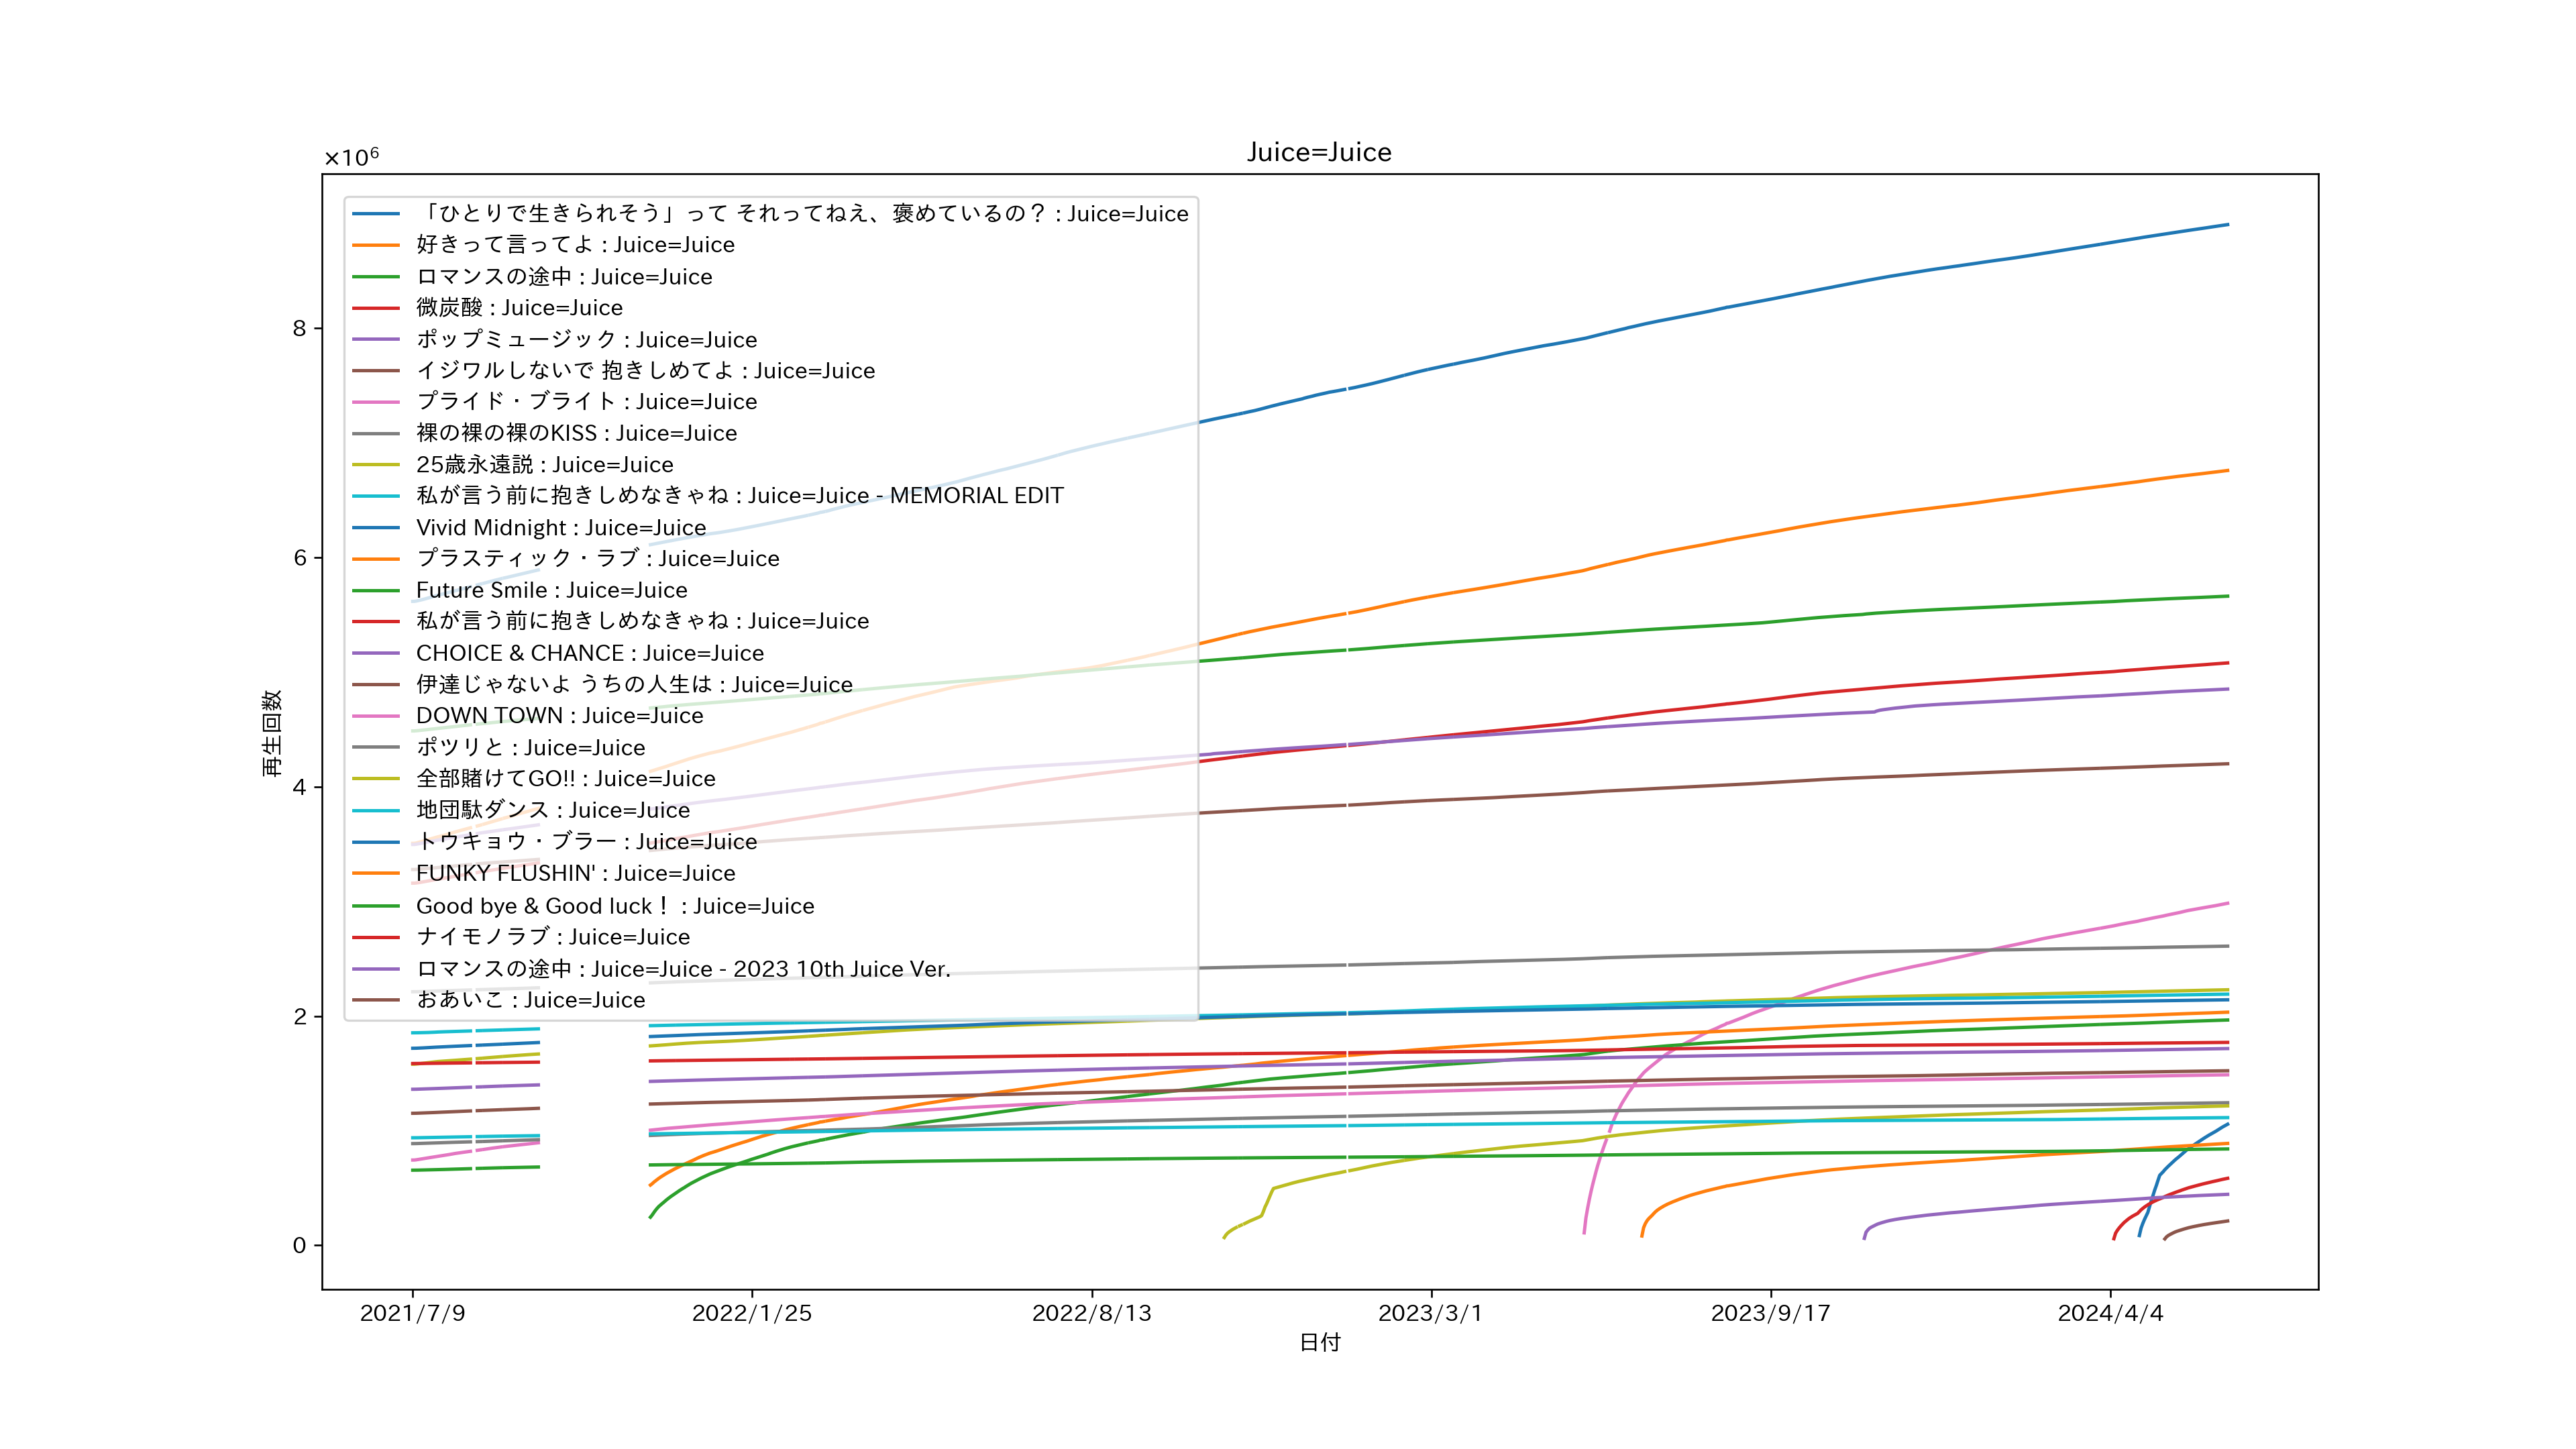 Juice=Juice
×10⁶
「ひとりで生きられそう」って それってねえ、褒めているの？ : Juice=Juice
好きって言ってよ : Juice=Juice
ロマンスの途中 : Juice=Juice
微炭酸 : Juice=Juice
ポップミュージック : Juice=Juice
イジワルしないで 抱きしめてよ : Juice=Juice
プライド・ブライト : Juice=Juice
裸の裸の裸のKISS : Juice=Juice
25歳永遠説 : Juice=Juice
私が言う前に抱きしめなきゃね : Juice=Juice - MEMORIAL EDIT
Vivid Midnight : Juice=Juice
プラスティック・ラブ : Juice=Juice
Future Smile : Juice=Juice
私が言う前に抱きしめなきゃね : Juice=Juice
CHOICE & CHANCE : Juice=Juice
伊達じゃないよ うちの人生は : Juice=Juice
DOWN TOWN : Juice=Juice
ポツリと : Juice=Juice
全部賭けてGO!! : Juice=Juice
地団駄ダンス : Juice=Juice
トウキョウ・ブラー : Juice=Juice
FUNKY FLUSHIN' : Juice=Juice
Good bye & Good luck！ : Juice=Juice
ナイモノラブ : Juice=Juice
ロマンスの途中 : Juice=Juice - 2023 10th Juice Ver.
おあいこ : Juice=Juice
8
6
4
2
0
再生回数
2021/7/9
2022/1/25
2022/8/13
2023/3/1
2023/9/17
2024/4/4
日付